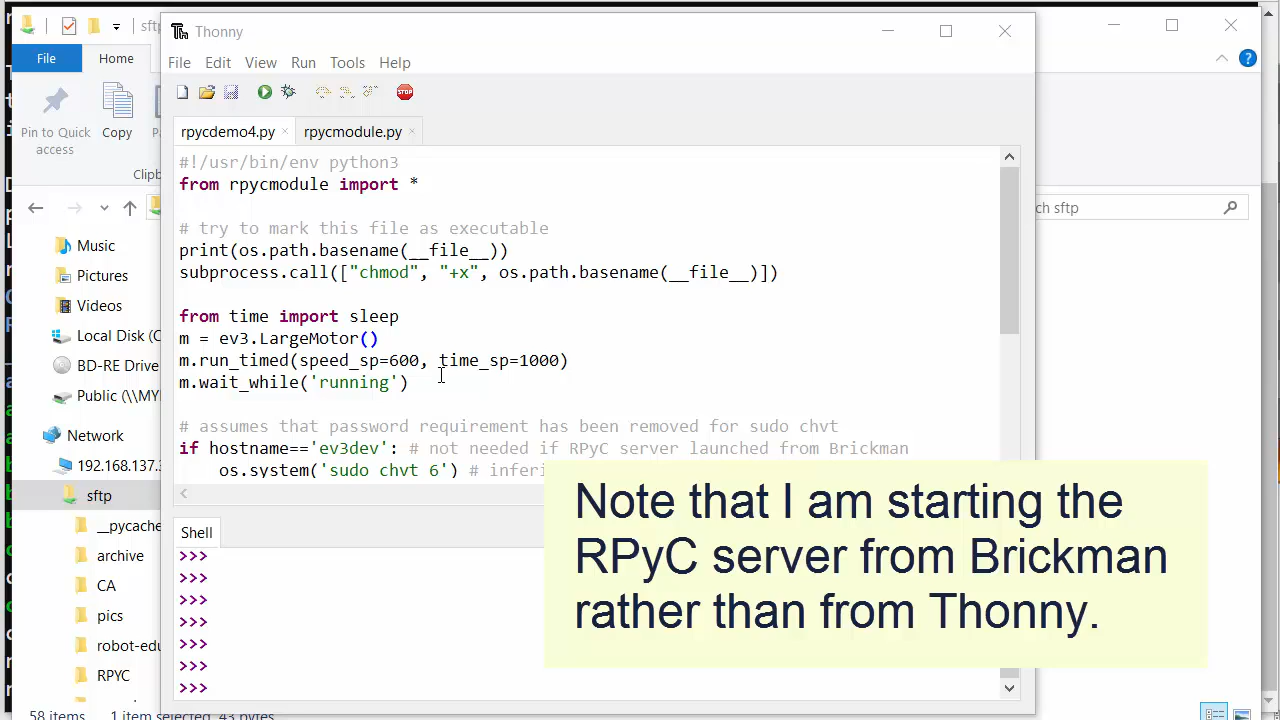 Thonny
File
Home
File Edit View Run Tools Help
STOP
Pin to Quick
access
Copy
rpycdemo4.py
rpycmodule.py
#!/usr/bin/env python3
from rpycmodule import *
# try to mark this file as executable
print(os.path.basename(__file__))
subprocess.call(["chmod", "+x", os.path.basename(__file__)])
from time import sleep
m = ev3.LargeMotor()
m.run_timed(speed_sp=600, time_sp=1000)
m.wait_while('running')
# assumes that password requirement has been removed for sudo chvt
if hostname=='ev3dev': # not needed if RPyC server launched from Brickman
os.system('sudo chvt 6') #
Shell
>>>
>>>
>>>
>>>
>>>
>>>
>>>
Note that I am starting the
RPyC server from Brickman
rather than from Thonny.
sftp
Music
Pictures
Videos
Local Disk (C
BD-RE Drive
Public (\\MY
Network
192.168.137.
sftp
archive
CA
pics
robot-edu
RPYC
58 items 1 item selected, 43 bytes